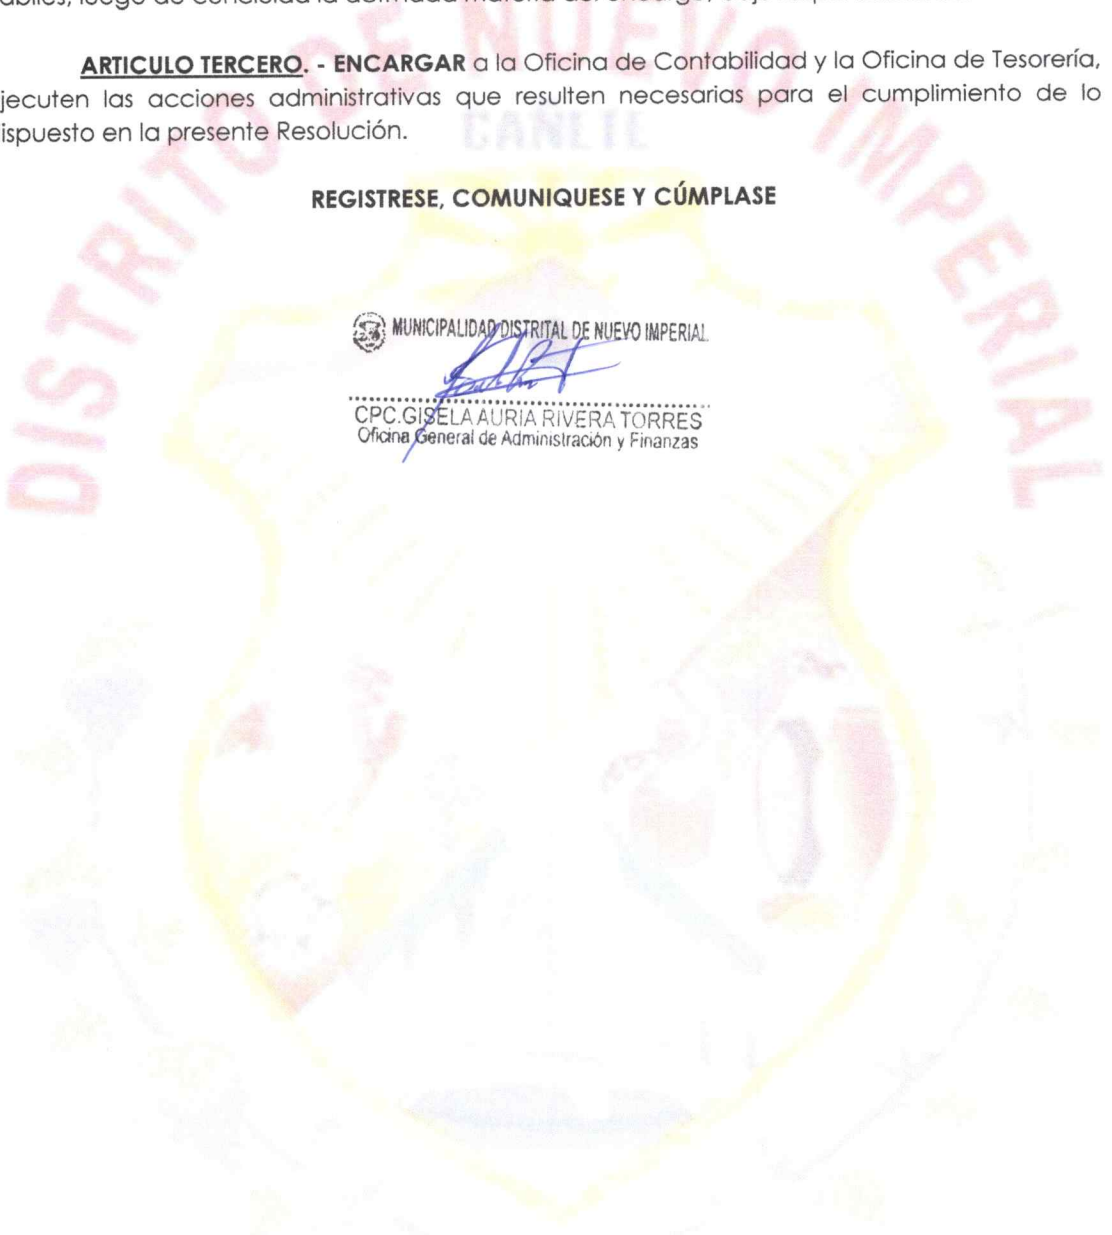 ARTICULO TERCERO. - ENCARGAR a la Oficina de Contabilidad y la Oficina de Tesorería,
jecuten las acciones administrativas que resulten necesarias para el cumplimiento de lo
ispuesto en la presente Resolución.
CAÑETE
REGISTRESE, COMUNIQUESE Y CÚMPLASE
DISTRITO DE NUEVO IMPERIAL
MUNICIPALIDAD DISTRITAL DE NUEVO IMPERIAL
CPC.GISELA AURIA RIVERA TORRES
Oficina General de Administración y Finanzas